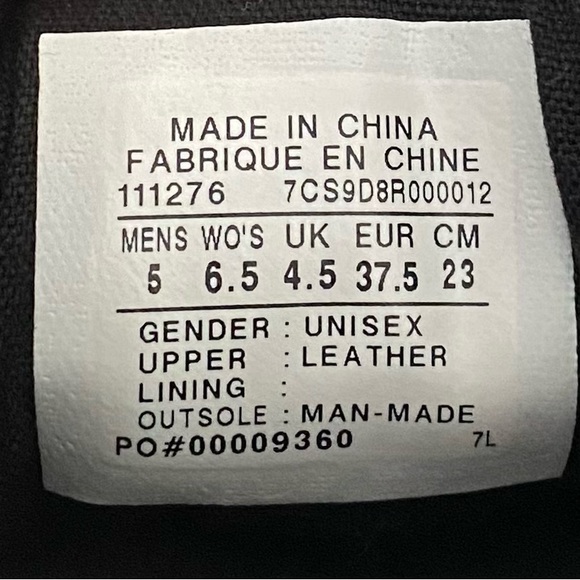 MADE IN CHINA
FABRIQUE EN CHINE
111276 7CS9D8R000012
MENS WO'S UK EUR CM
5 6.5 4.5 37.5 23
GENDER : UNISEX
UPPER : LEATHER
LINING :
OUTSOLE : MAN-MADE
PO#00009360 7L